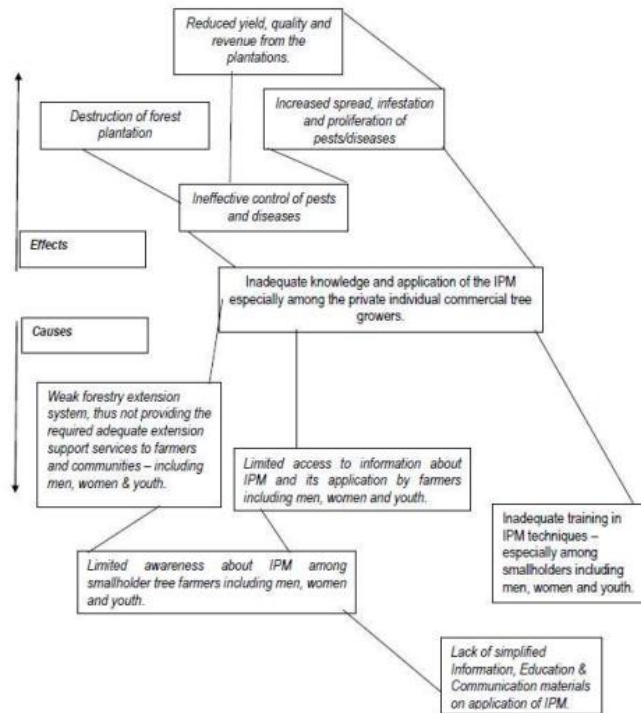 Reduced yield, quality and
revenue from the
plantations.
Destruction of forest
plantation
Increased spread, infestation
and proliferation of
pests/diseases
Ineffective control of pests
and diseases
Effects
Inadequate knowledge and application of the IPM
especially among the private individual commercial tree
growers.
Causes
Weak forestry extension
system, thus not providing the
required adequate extension
support services to farmers
and communities – including
men, women & youth.
Limited access to information about
IPM and its application by farmers
including men, women and youth.
Inadequate training in
IPM techniques –
especially among
smallholders including
men, women and youth.
Limited awareness about IPM among
smallholder tree farmers including men, women
and youth.
Lack of simplified
Information, Education &
Communication materials
on application of IPM.